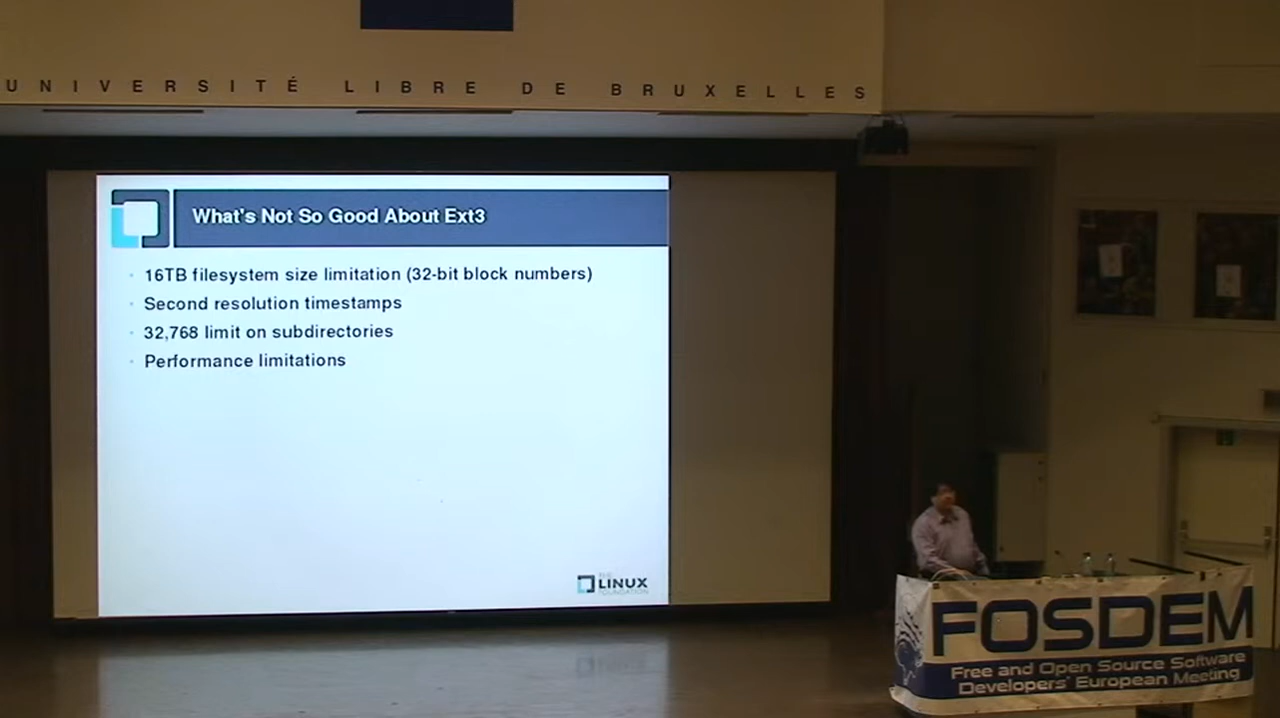 UNIVERSITÉ LIBRE DE BRUXELLES
What's Not So Good About Ext3
16TB filesystem size limitation (32-bit block numbers)
Second resolution timestamps
32,768 limit on subdirectories
Performance limitations
THE
LINUX
FOUNDATION
FOSDEM
Free and Open Source Software
Developers' European Meeting